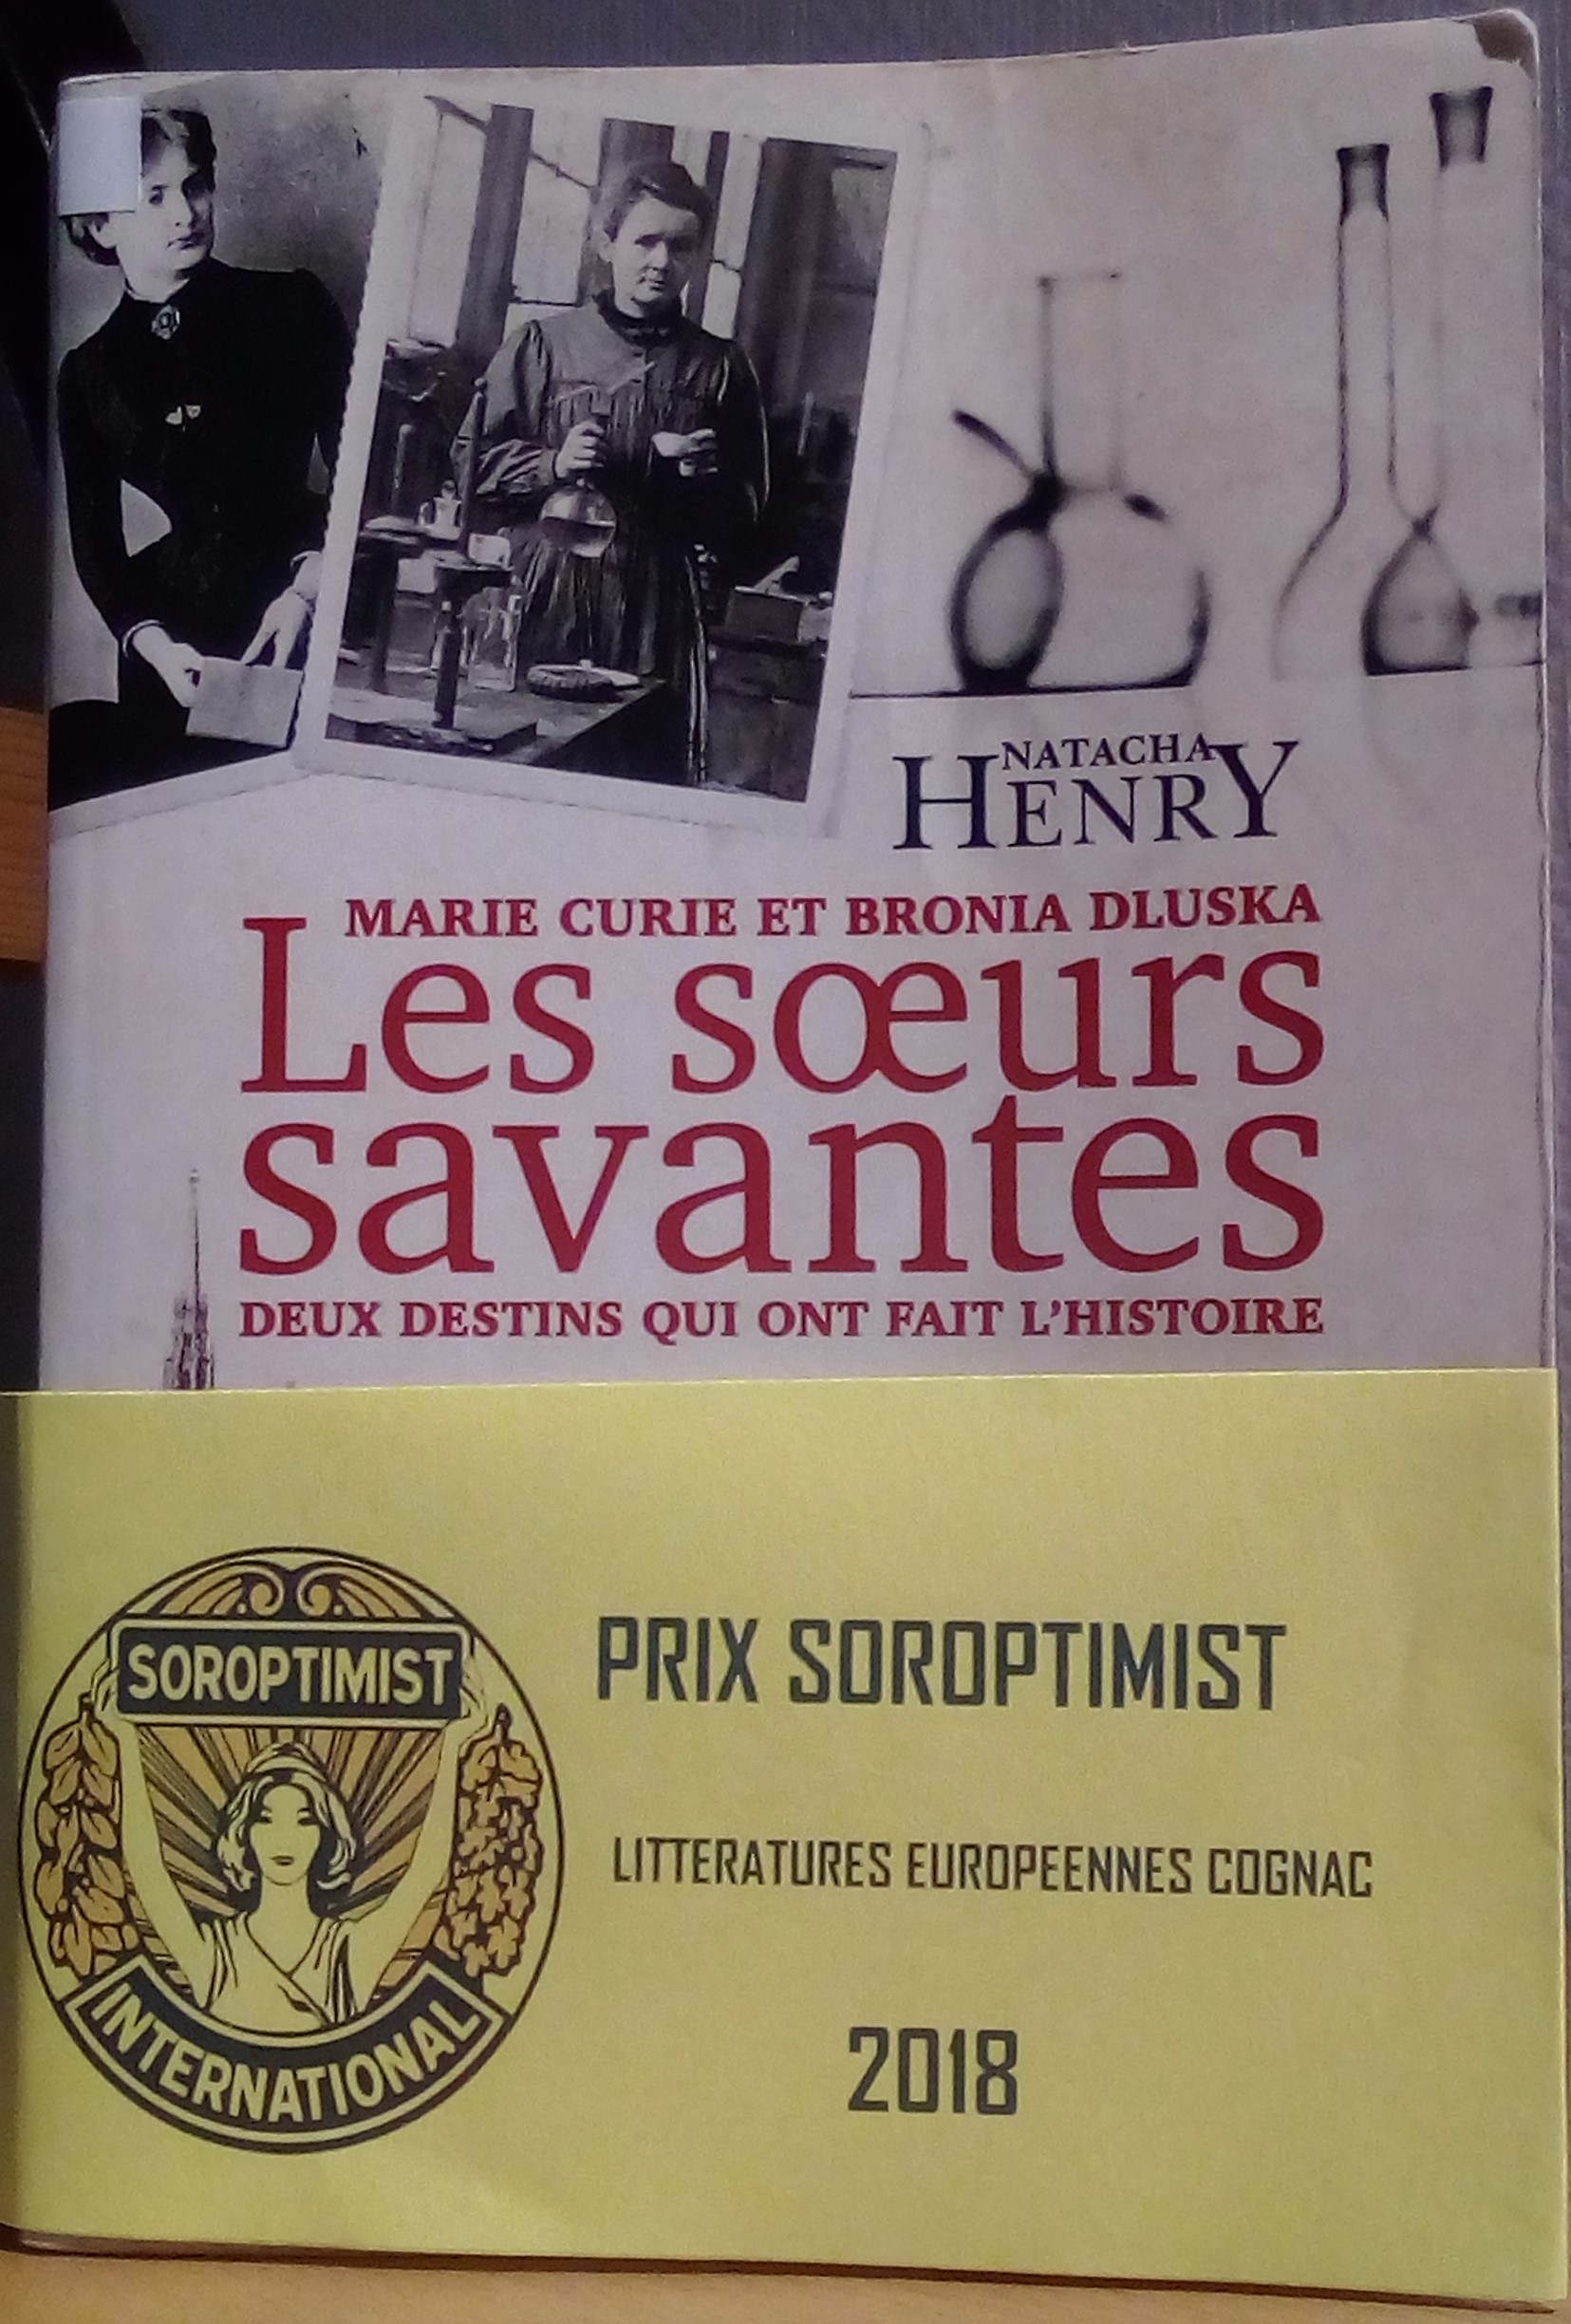 NATACHA
HENRY
MARIE CURIE ET BRONIA DLUSKA
Les sœurs
savantes
DEUX DESTINS QUI ONT FAIT L'HISTOIRE
SOROPTIMIST
INTERNATIONAL
PRIX SOROPTIMIST
LITTERATURES EUROPEENNES COGNAC
2018